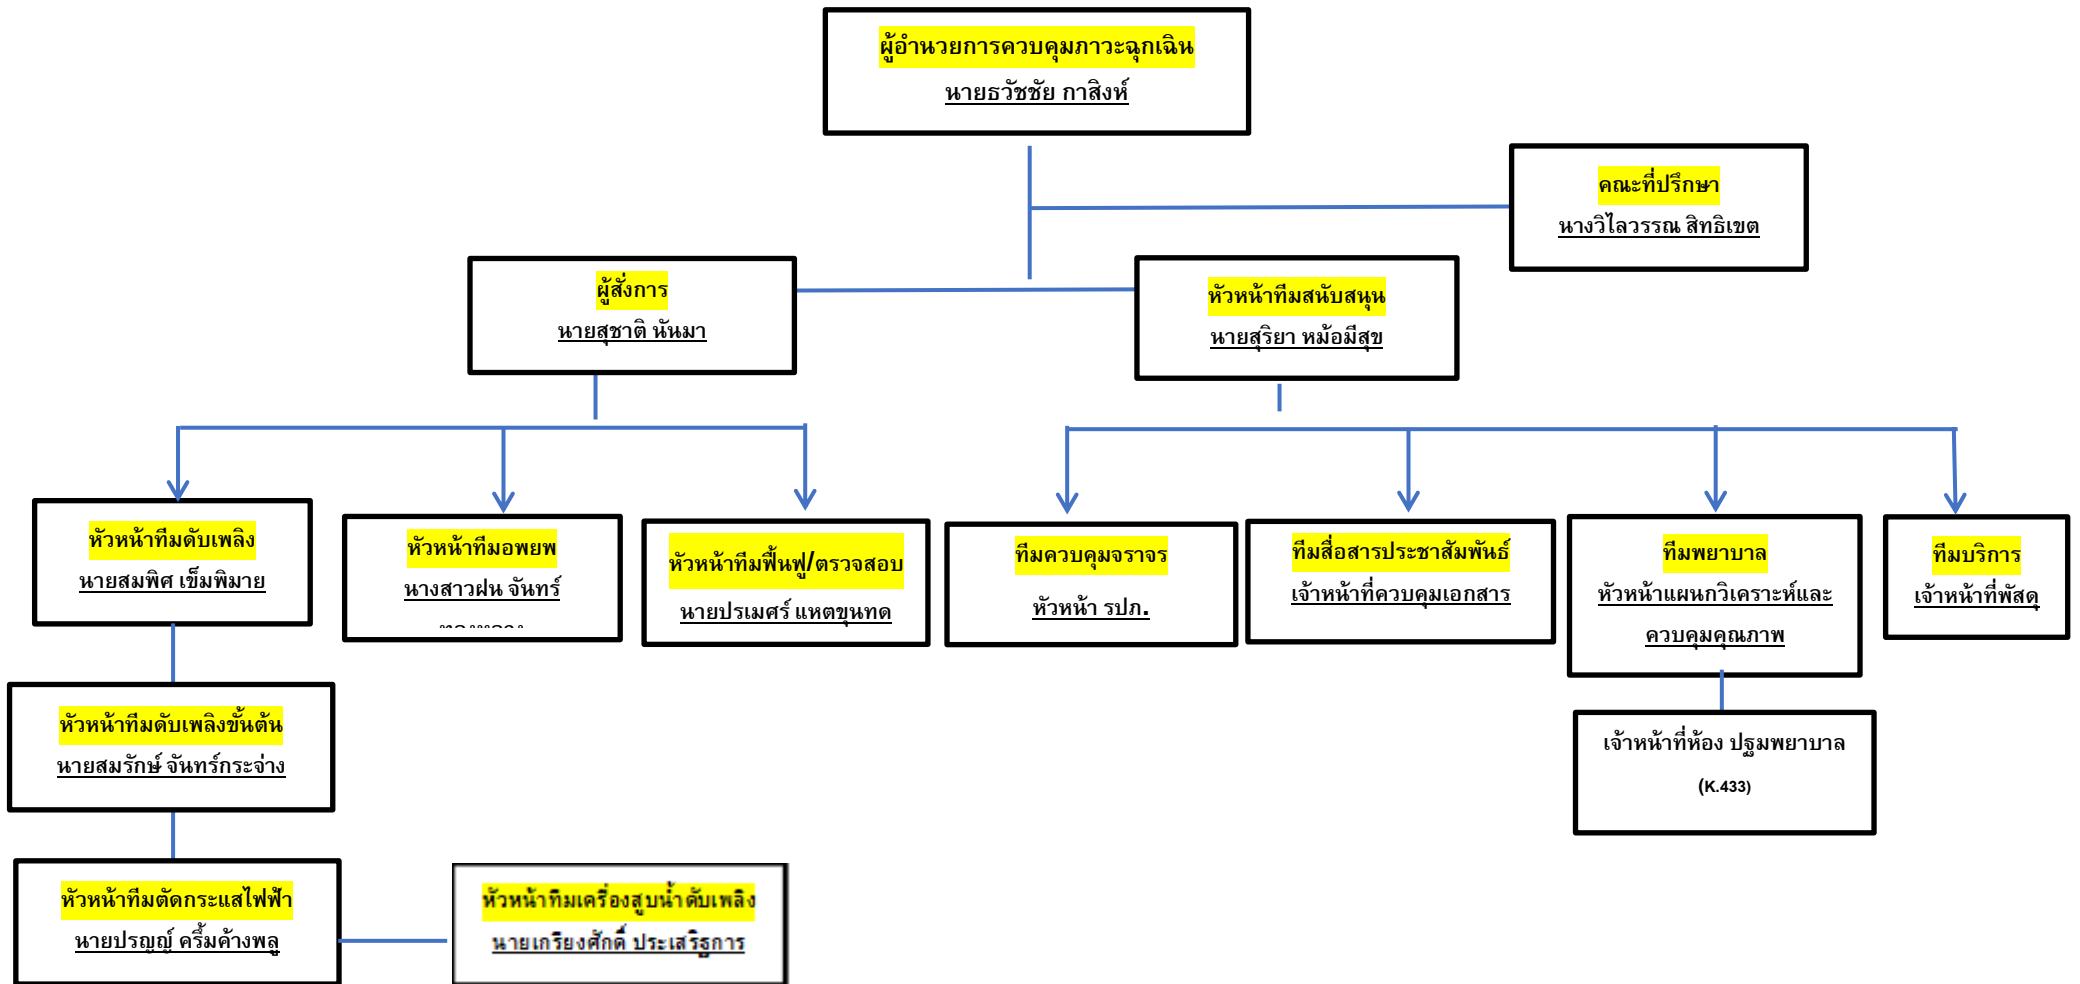 ผู้อำนวยการควบคุมภาวะฉุกเฉิน
นายธวัชชัย กาสิงห์
คณะที่ปรึกษา
นางวิไลวรรณ สิทธิเขต
ผู้สั่งการ
นายสุชาติ นันมา
หัวหน้าทีมสนับสนุน
นายสุริยา หม้อมีสุข
หัวหน้าทีมดับเพลิง
นายสมพิศ เข็มพิมาย
หัวหน้าทีมอพยพ
นางสาวฝน จันทร์
หัวหน้าทีมฟื้นฟู/ตรวจสอบ
นายปรเมศร์ แหตขุนทด
ทีมควบคุมจราจร
หัวหน้า รปภ.
ทีมสื่อสารประชาสัมพันธ์
เจ้าหน้าที่ควบคุมเอกสาร
ทีมพยาบาล
หัวหน้าแผนกวิเคราะห์และ
ควบคุมคุณภาพ
ทีมบริการ
เจ้าหน้าที่พัสดุ
หัวหน้าทีมดับเพลิงขั้นต้น
นายสมรักษ์ จันทร์กระจ่าง
เจ้าหน้าที่ห้อง ปฐมพยาบาล
(K.433)
หัวหน้าทีมตัดกระแสไฟฟ้า
นายปรญญ์ ครึ้มค้างพลู
หัวหน้าทีมเครื่องสูบน้ำดับเพลิง
นายเกรียงศักดิ์ ประเสริฐการ